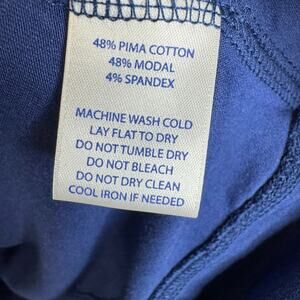 48% PIMA COTTON
48% MODAL
4% SPANDEX
MACHINE WASH COLD
LAY FLAT TO DRY
DO NOT TUMBLE DRY
DO NOT BLEACH
DO NOT DRY CLEAN
COOL IRON IF NEEDED